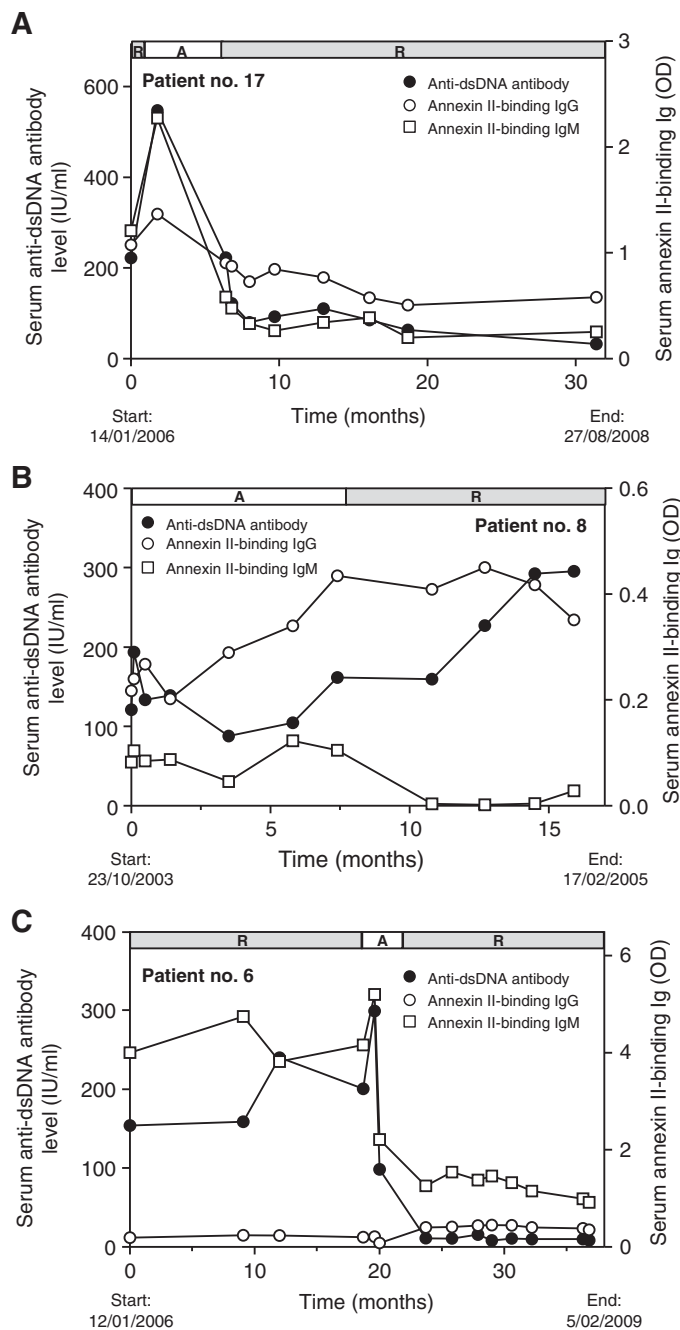 A
R A R
Patient no. 17
Anti-dsDNA antibody
Annexin II-binding IgG
Annexin II-binding IgM
Serum anti-dsDNA antibody
level (IU/ml)
600
400
200
0
Serum annexin II-binding Ig (OD)
3
2
1
0
0 10 20 30
Time (months)
Start:
14/01/2006
End:
27/08/2008
B
A R
Anti-dsDNA antibody
Annexin II-binding IgG
Annexin II-binding IgM
Patient no. 8
Serum anti-dsDNA antibody
level (IU/ml)
400
300
200
100
0
Serum annexin II-binding Ig (OD)
0.6
0.4
0.2
0.0
0 5 10 15
Time (months)
Start:
23/10/2003
End:
17/02/2005
C
R A R
Patient no. 6
Anti-dsDNA antibody
Annexin II-binding IgG
Annexin II-binding IgM
Serum anti-dsDNA antibody
level (IU/ml)
400
300
200
100
0
Serum annexin II-binding Ig (OD)
6
4
2
0
0 10 20 30
Time (months)
Start:
12/01/2006
End:
5/02/2009